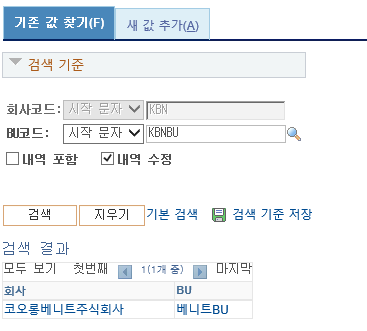 기존 값 찾기(F) 새 값 추가(A)
검색 기준
회사코드: 시작 문자 KBN
BU코드: 시작 문자 KBNBU
내역 포함 내역 수정
검색 지우기 기본 검색 검색 기준 저장
검색 결과
모두 보기 첫번째 1(1개 중) 마지막
회사 BU
코오롱베니트주식회사 베니트BU